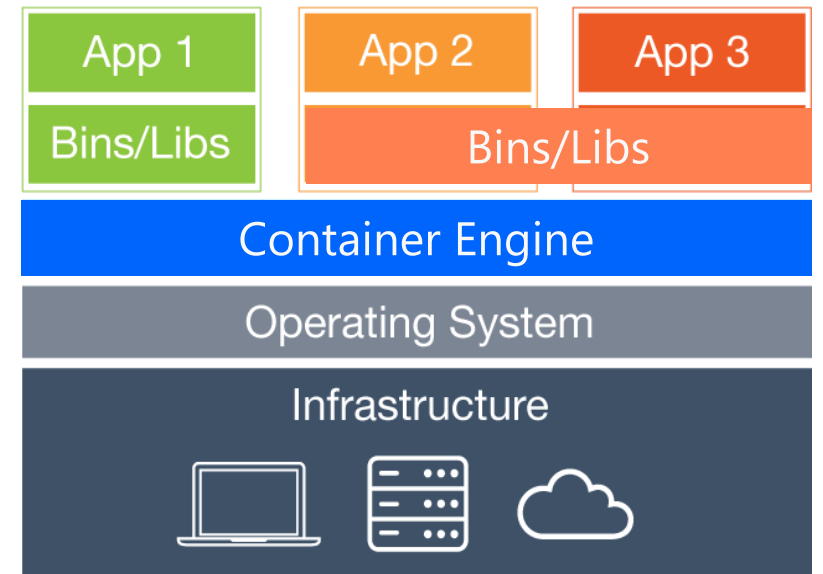 App 1
App 2
App 3
Bins/Libs
Bins/Libs
Container Engine
Operating System
Infrastructure